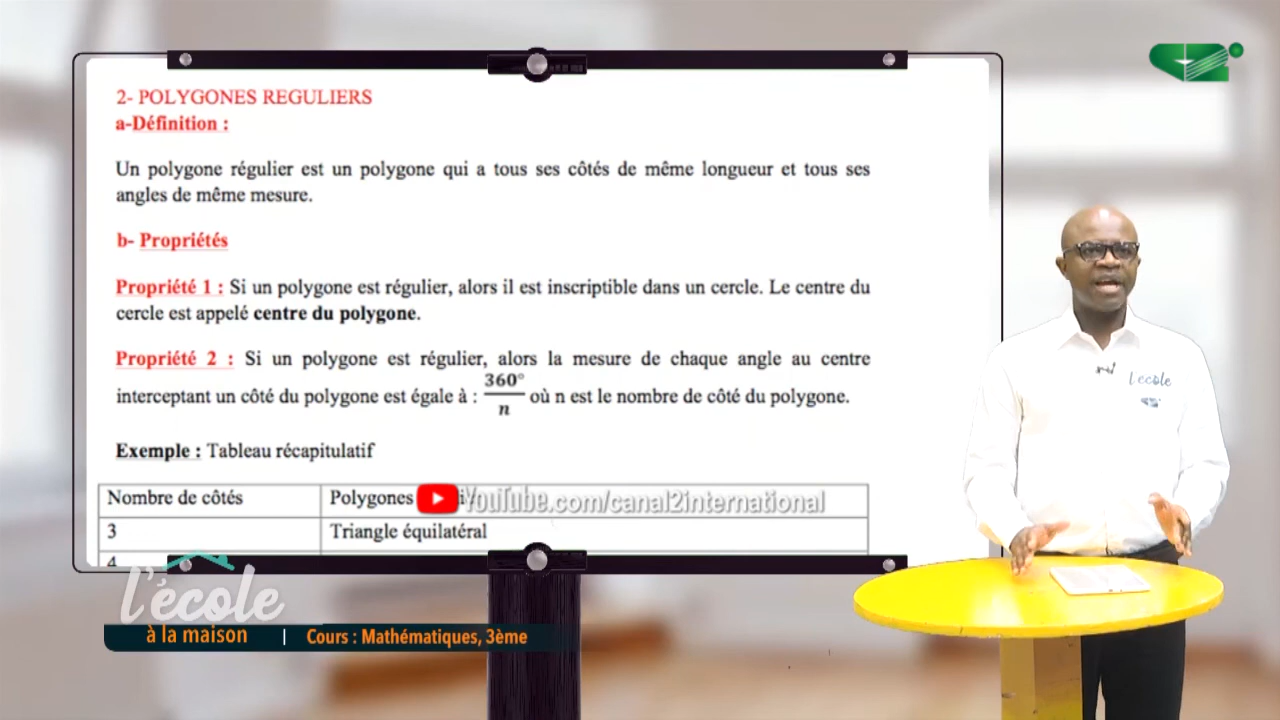 2- POLYGONES REGULIERS
a-Définition :
Un polygone régulier est un polygone qui a tous ses côtés de même longueur et tous ses
angles de même mesure.
b- Propriétés
Propriété 1 : Si un polygone est régulier, alors il est inscriptible dans un cercle. Le centre du
cercle est appelé centre du polygone.
Propriété 2 : Si un polygone est régulier, alors la mesure de chaque angle au centre
interceptant un côté du polygone est égale à : 360°/n où n est le nombre de côté du polygone.
Exemple : Tableau récapitulatif
Nombre de côtés
Polygones
YouTube.com/canal2international
3
Triangle équilatéral
4
l'école
à la maison | Cours : Mathématiques, 3ème
l'école